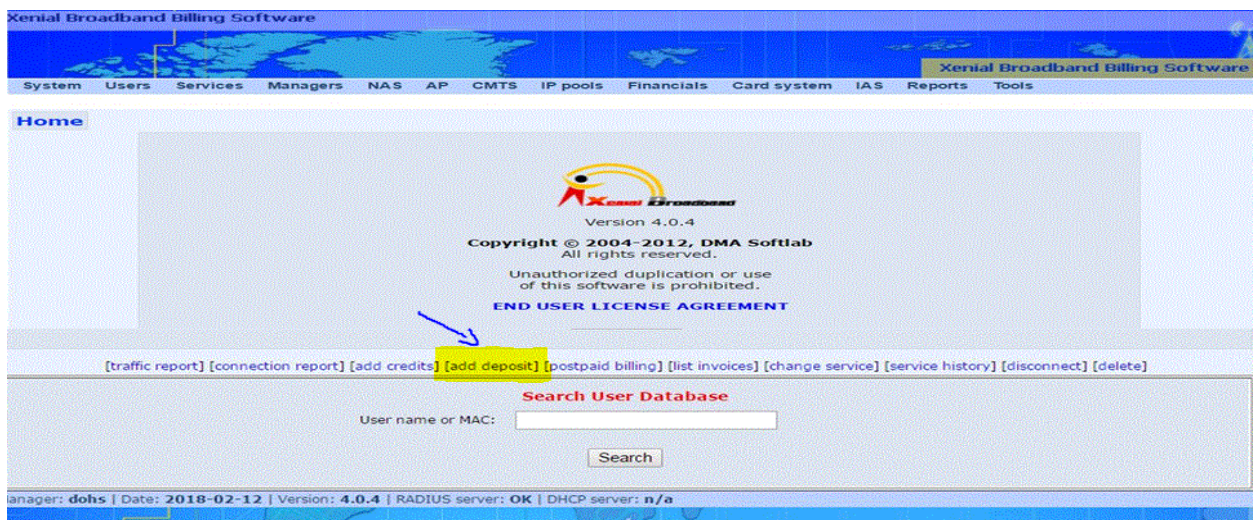 Xenial Broadband Billing Software
Xenial Broadband Billing Software
System Users Services Managers NAS AP CMTS IP pools Financials Card system IAS Reports Tools
Home
Xenial Broadband
Version 4.0.4
Copyright © 2004-2012, DMA Softlab
All rights reserved.
Unauthorized duplication or use
of this software is prohibited.
END USER LICENSE AGREEMENT
[traffic report] [connection report] [add credits] [add deposit] [postpaid billing] [list invoices] [change service] [service history] [disconnect] [delete]
Search User Database
User name or MAC:
Search
anager: dohs | Date: 2018-02-12 | Version: 4.0.4 | RADIUS server: OK | DHCP server: n/a